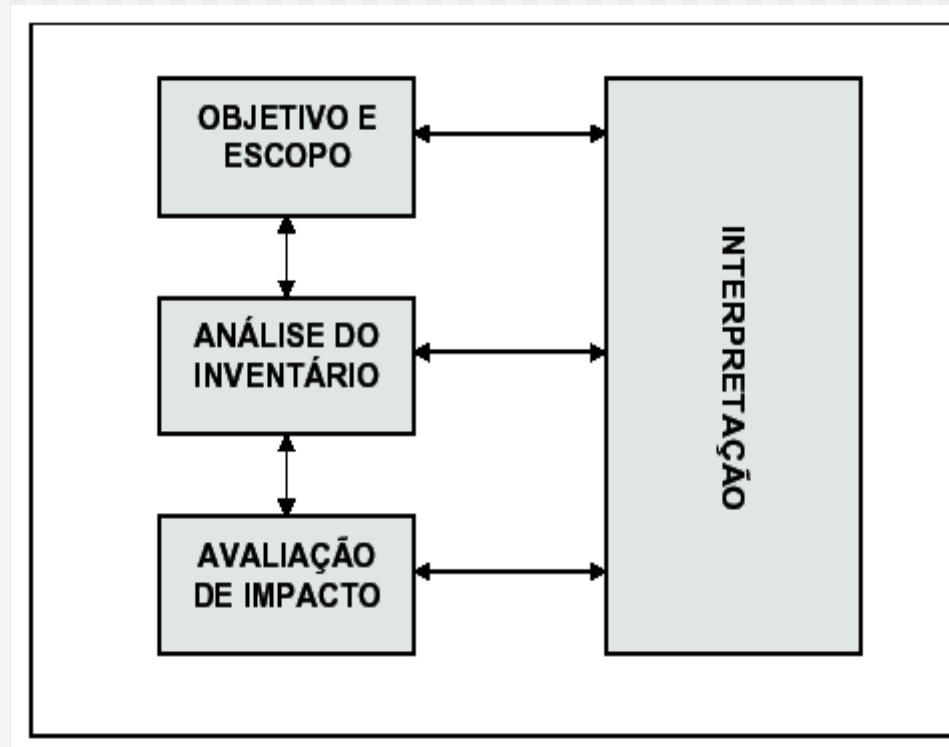 OBJETIVO E
ESCOPO
ANÁLISE DO
INVENTÁRIO
AVALIAÇÃO
DE IMPACTO
INTERPRETAÇÃO